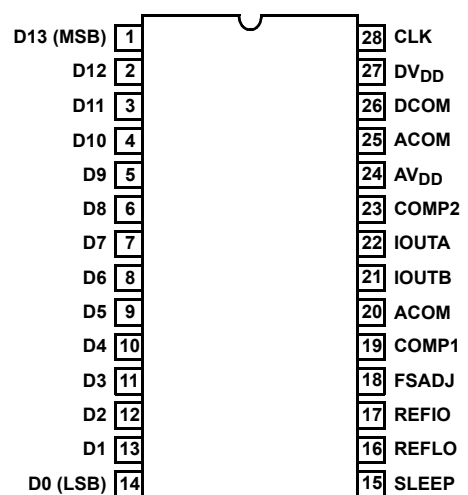 D13 (MSB) 1 28 CLK
D12 2 27 DVDD
D11 3 26 DCOM
D10 4 25 ACOM
D9 5 24 AVDD
D8 6 23 COMP2
D7 7 22 IOUTA
D6 8 21 IOUTB
D5 9 20 ACOM
D4 10 19 COMP1
D3 11 18 FSADJ
D2 12 17 REFIO
D1 13 16 REFLO
D0 (LSB) 14 15 SLEEP